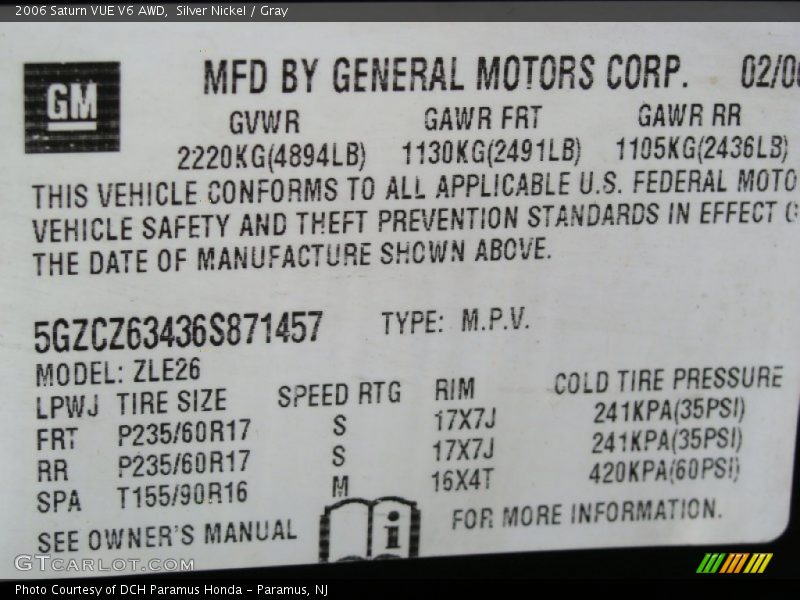 2006 Saturn VUE V6 AWD,  Silver Nickel / Gray
GM
MFD BY GENERAL MOTORS CORP. 02/06
GVWR GAWR FRT GAWR RR
2220KG(4894LB) 1130KG(2491LB) 1105KG(2436LB)
THIS VEHICLE CONFORMS TO ALL APPLICABLE U.S. FEDERAL MOTO
VEHICLE SAFETY AND THEFT PREVENTION STANDARDS IN EFFECT
THE DATE OF MANUFACTURE SHOWN ABOVE.
5GZCZ63436S871457 TYPE: M.P.V.
MODEL: ZLE26
LPWJ TIRE SIZE SPEED RTG RIM COLD TIRE PRESSURE
FRT P235/60R17 S 17X7J 241KPA(35PSI)
RR P235/60R17 S 17X7J 241KPA(35PSI)
SPA T155/90R16 M 16X4T 420KPA(60PSI)
SEE OWNER'S MANUAL i FOR MORE INFORMATION.
GTCARLOT.COM
Photo Courtesy of DCH Paramus Honda - Paramus, NJ